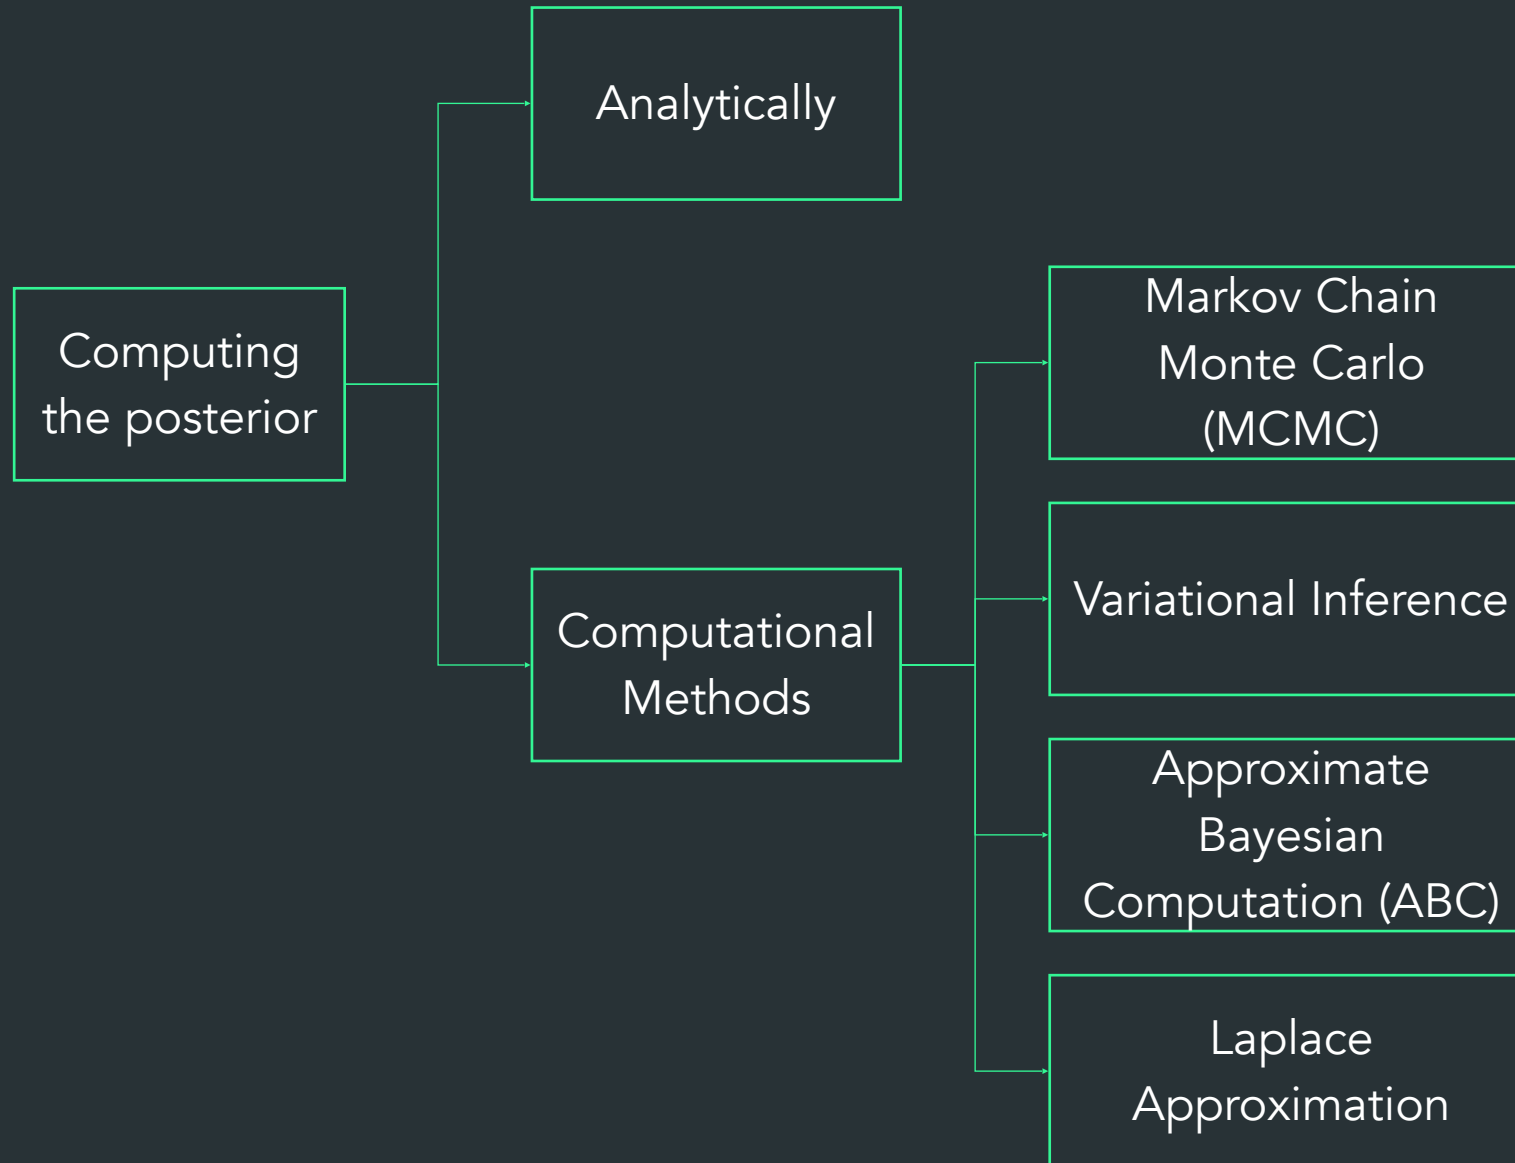 Analytically
Computing
the posterior
Computational
Methods
Markov Chain
Monte Carlo
(MCMC)
Variational Inference
Approximate
Bayesian
Computation (ABC)
Laplace
Approximation